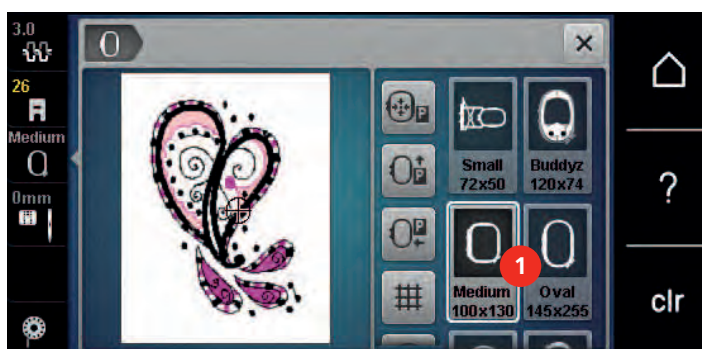 3.0
26
Medium
0mm
P
P
P
Small
72x50
Buddyz
120x74
Medium
100x130
Oval
145x255
1
?
clr